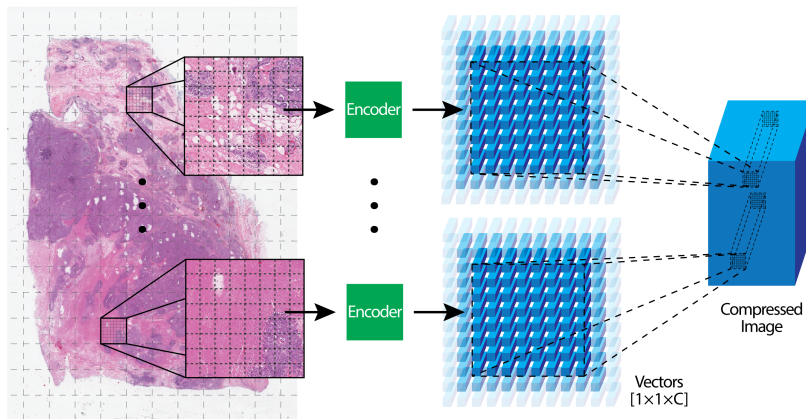 Encoder
Encoder
Compressed
Image
Vectors
[1×1×C]